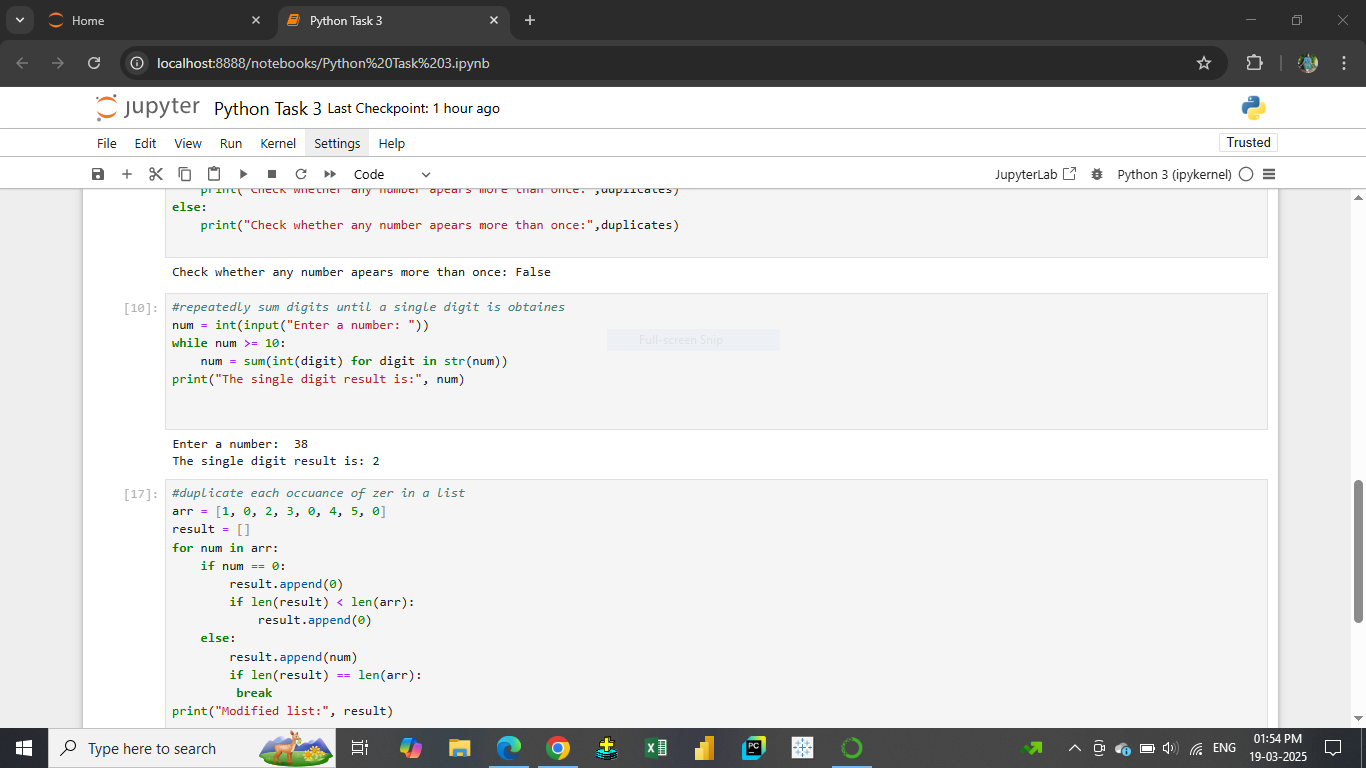 Home
Python Task 3
localhost:8888/notebooks/Python%20Task%203.ipynb
jupyter Python Task 3 Last Checkpoint: 1 hour ago
File Edit View Run Kernel Settings Help
Trusted
Code
JupyterLab
Python 3 (ipykernel)
print("Check whether any number apears more than once:",duplicates)
else:
print("Check whether any number apears more than once:",duplicates)
Check whether any number apears more than once: False
[10]:
#repeatedly sum digits until a single digit is obtaines
num = int(input("Enter a number: "))
while num >= 10:
num = sum(int(digit) for digit in str(num))
print("The single digit result is:", num)
Full-screen Snip
Enter a number:  38
The single digit result is: 2
[17]:
#duplicate each occuance of zer in a list
arr = [1, 0, 2, 3, 0, 4, 5, 0]
result = []
for num in arr:
if num == 0:
result.append(0)
if len(result) < len(arr):
result.append(0)
else:
result.append(num)
if len(result) == len(arr):
break
print("Modified list:", result)
Type here to search
PC
ENG
01:54 PM
19-03-2025